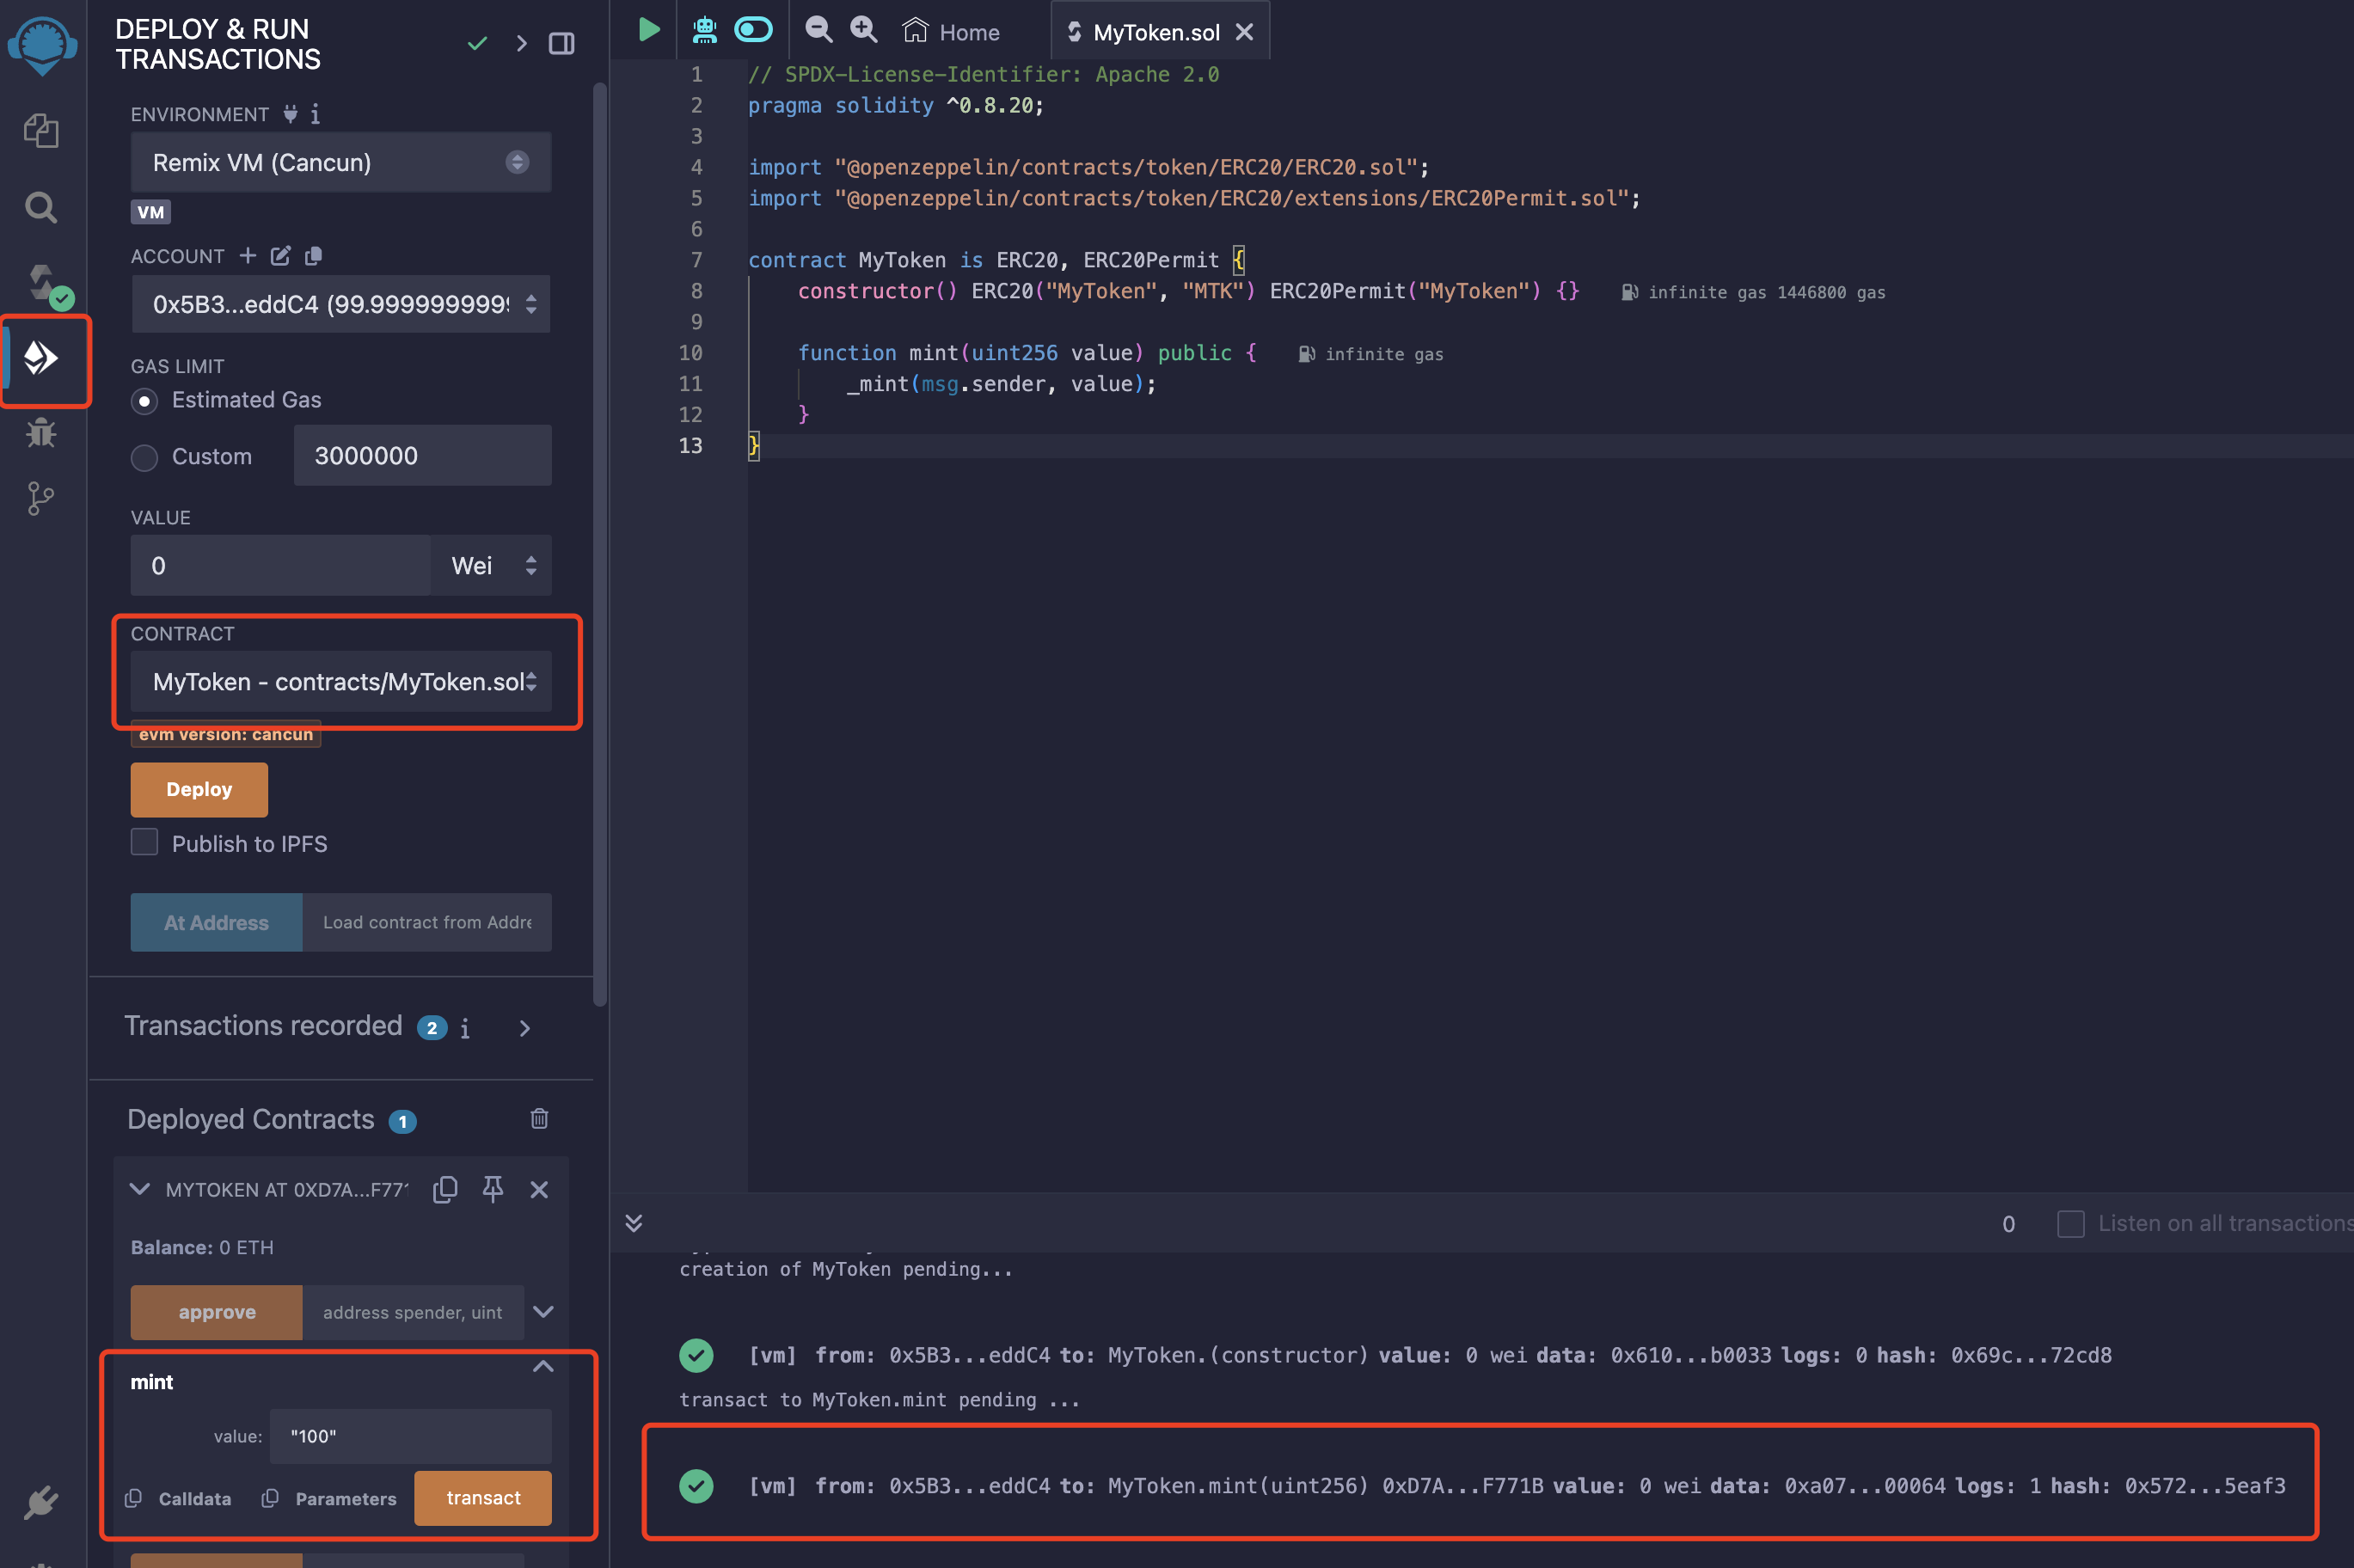 DEPLOY & RUN
TRANSACTIONS
ENVIRONMENT
Remix VM (Cancun)
VM
ACCOUNT
0x5B3...eddC4 (99.9999999999
GAS LIMIT
Estimated Gas
Custom
3000000
VALUE
0
Wei
CONTRACT
MyToken - contracts/MyToken.sol
evm version: cancun
Deploy
Publish to IPFS
At Address
Load contract from Addre
Transactions recorded 2 i
Deployed Contracts 1
MYTOKEN AT 0XD7A...F771
Balance: 0 ETH
approve
address spender, uint
mint
value:
"100"
Calldata
Parameters
transact
Home
MyToken.sol
1 // SPDX-License-Identifier: Apache 2.0
2 pragma solidity ^0.8.20;
3
4 import "@openzeppelin/contracts/token/ERC20/ERC20.sol";
5 import "@openzeppelin/contracts/token/ERC20/extensions/ERC20Permit.sol";
6
7 contract MyToken is ERC20, ERC20Permit {
8 constructor() ERC20("MyToken", "MTK") ERC20Permit("MyToken") {} infinite gas 1446800 gas
9
10 function mint(uint256 value) public { infinite gas
11 _mint(msg.sender, value);
12 }
13 }
0
Listen on all transactions
creation of MyToken pending...
[vm] from: 0x5B3...eddC4 to: MyToken.(constructor) value: 0 wei data: 0x610...b0033 logs: 0 hash: 0x69c...72cd8
transact to MyToken.mint pending ...
[vm] from: 0x5B3...eddC4 to: MyToken.mint(uint256) 0xD7A...F771B value: 0 wei data: 0xa07...00064 logs: 1 hash: 0x572...5eaf3